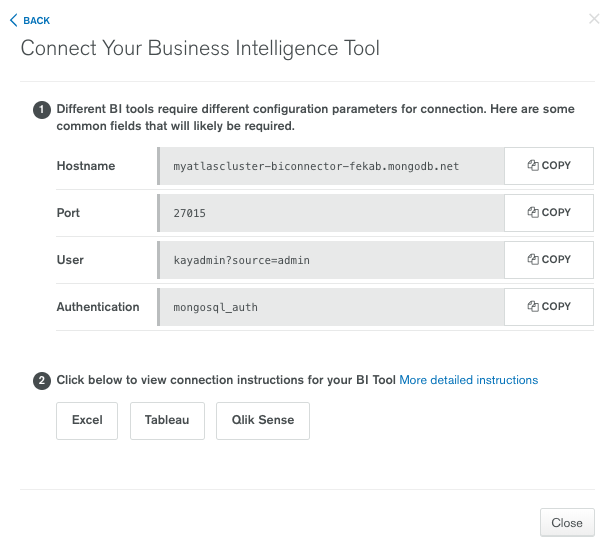 BACK
Connect Your Business Intelligence Tool
1 Different BI tools require different configuration parameters for connection. Here are some
common fields that will likely be required.
Hostname myatlascluster-biconnector-fekab.mongodb.net COPY
Port 27015 COPY
User kayadmin?source=admin COPY
Authentication mongosql_auth COPY
2 Click below to view connection instructions for your BI Tool More detailed instructions
Excel Tableau Qlik Sense
Close